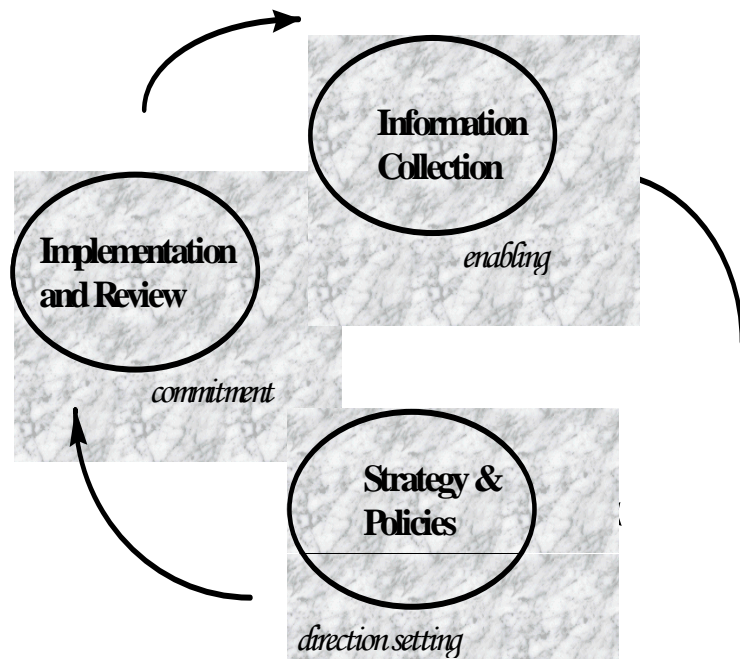 Information
Collection
enabling
Implementation
and Review
commitment
Strategy &
Policies
direction setting